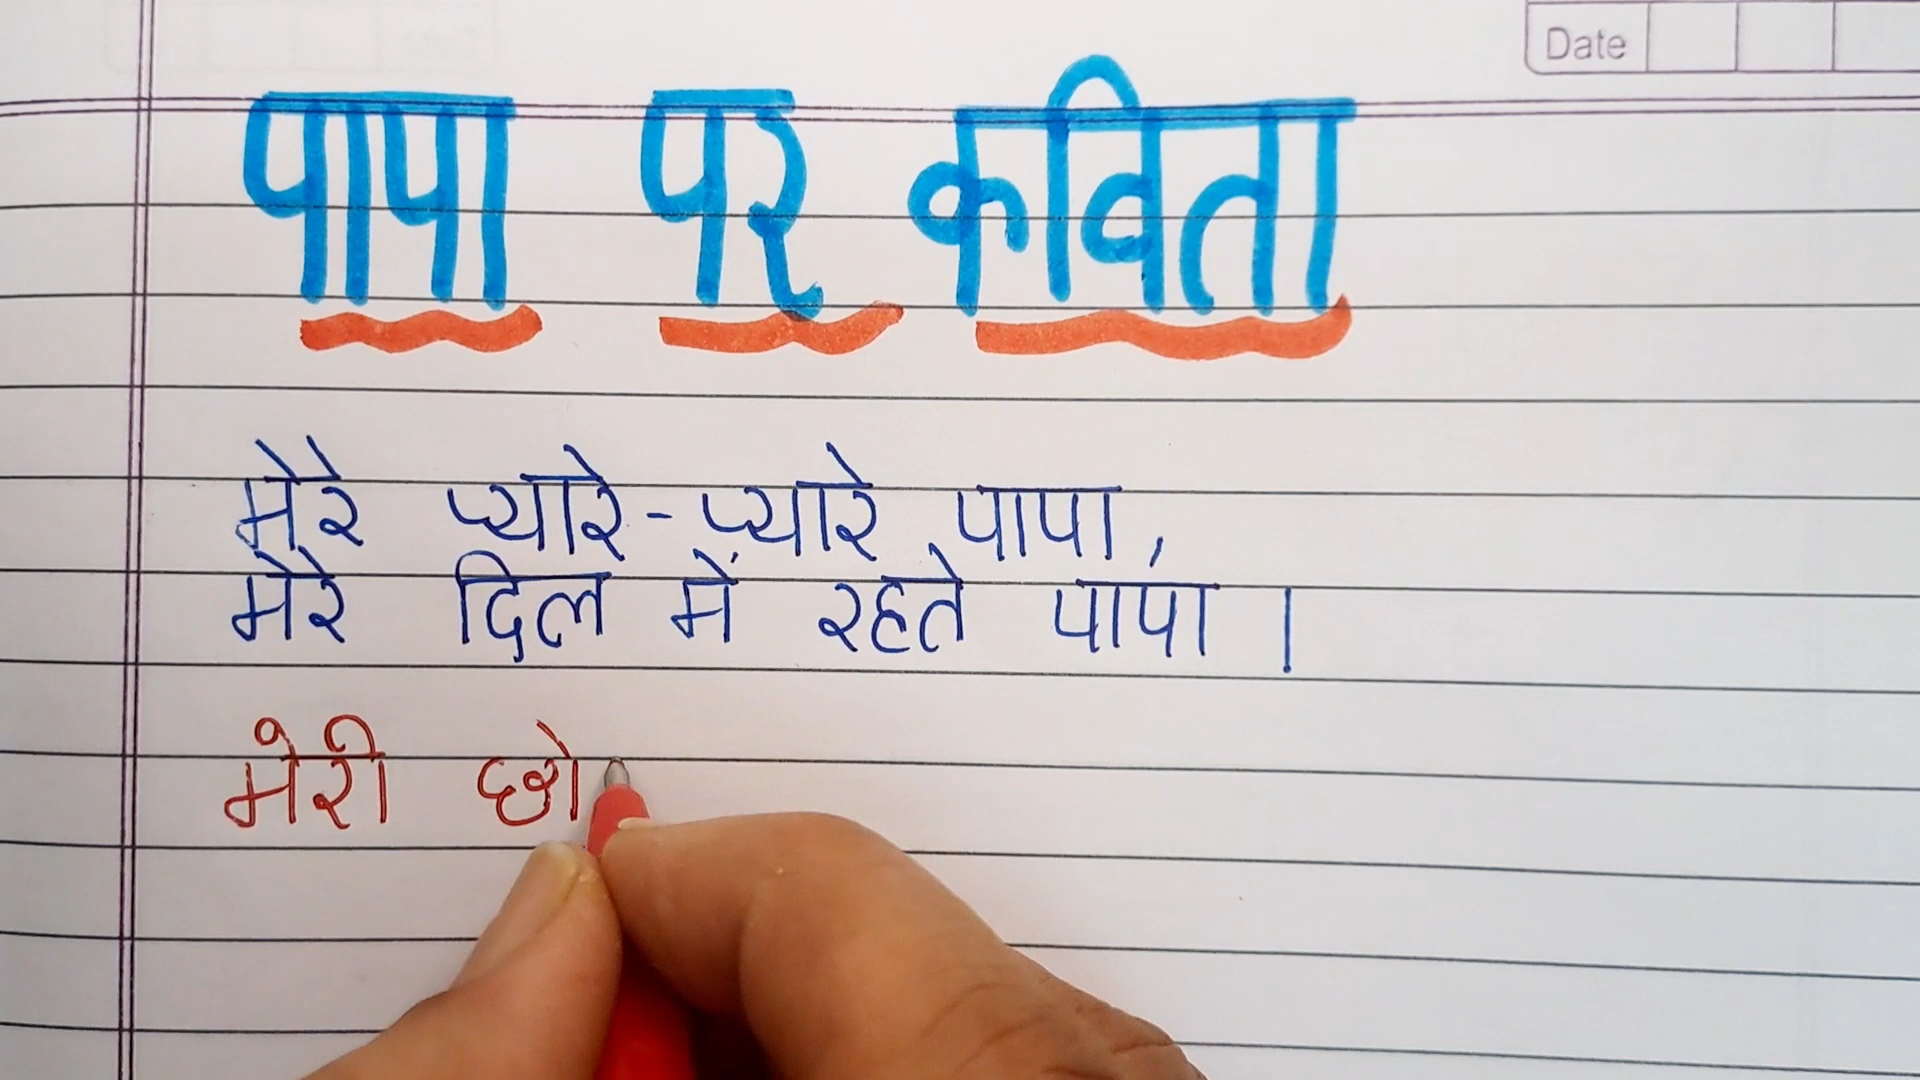 Date
पापा पर कविता
मेरे प्यारे-प्यारे पापा,
मेरे दिल में रहते पापा।
मेरी छो